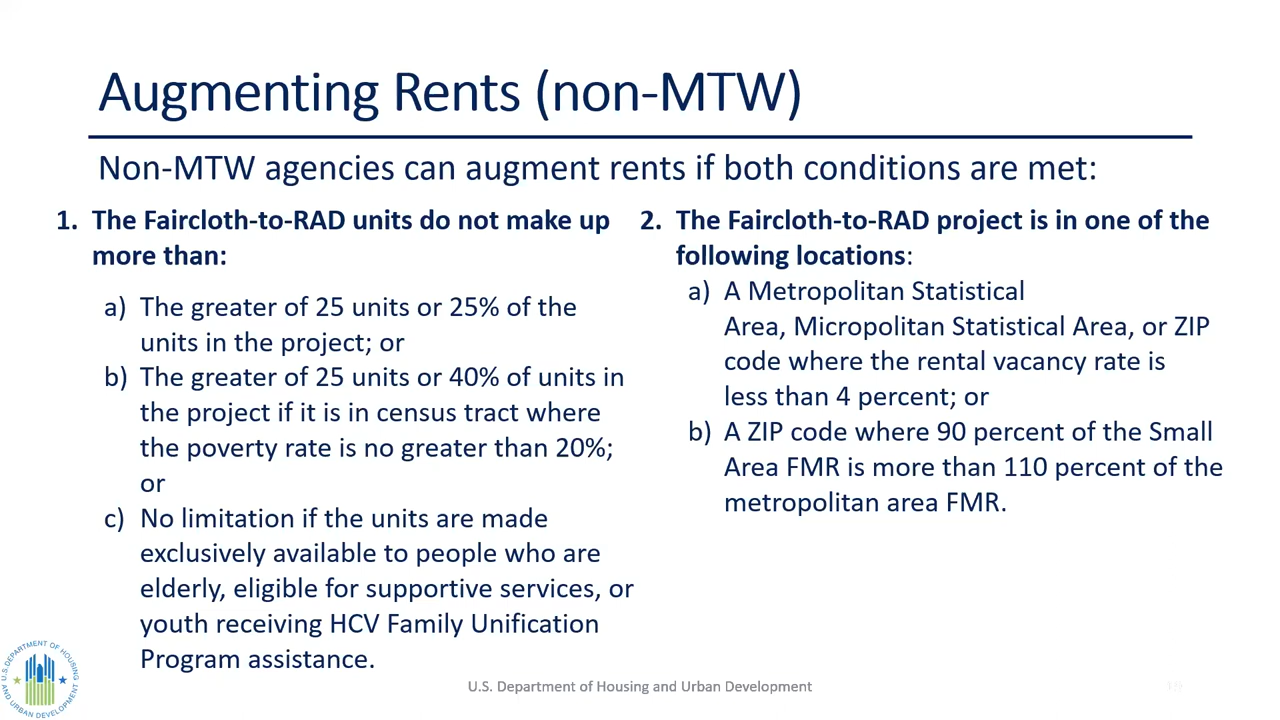 Augmenting Rents (non-MTW)
Non-MTW agencies can augment rents if both conditions are met:
1. The Faircloth-to-RAD units do not make up
more than:
a) The greater of 25 units or 25% of the
units in the project; or
b) The greater of 25 units or 40% of units in
the project if it is in census tract where
the poverty rate is no greater than 20%;
or
c) No limitation if the units are made
exclusively available to people who are
elderly, eligible for supportive services, or
youth receiving HCV Family Unification
Program assistance.
2. The Faircloth-to-RAD project is in one of the
following locations:
a) A Metropolitan Statistical
Area, Micropolitan Statistical Area, or ZIP
code where the rental vacancy rate is
less than 4 percent; or
b) A ZIP code where 90 percent of the Small
Area FMR is more than 110 percent of the
metropolitan area FMR.
U.S. DEPARTMENT OF HOUSING
AND URBAN DEVELOPMENT
U.S. Department of Housing and Urban Development